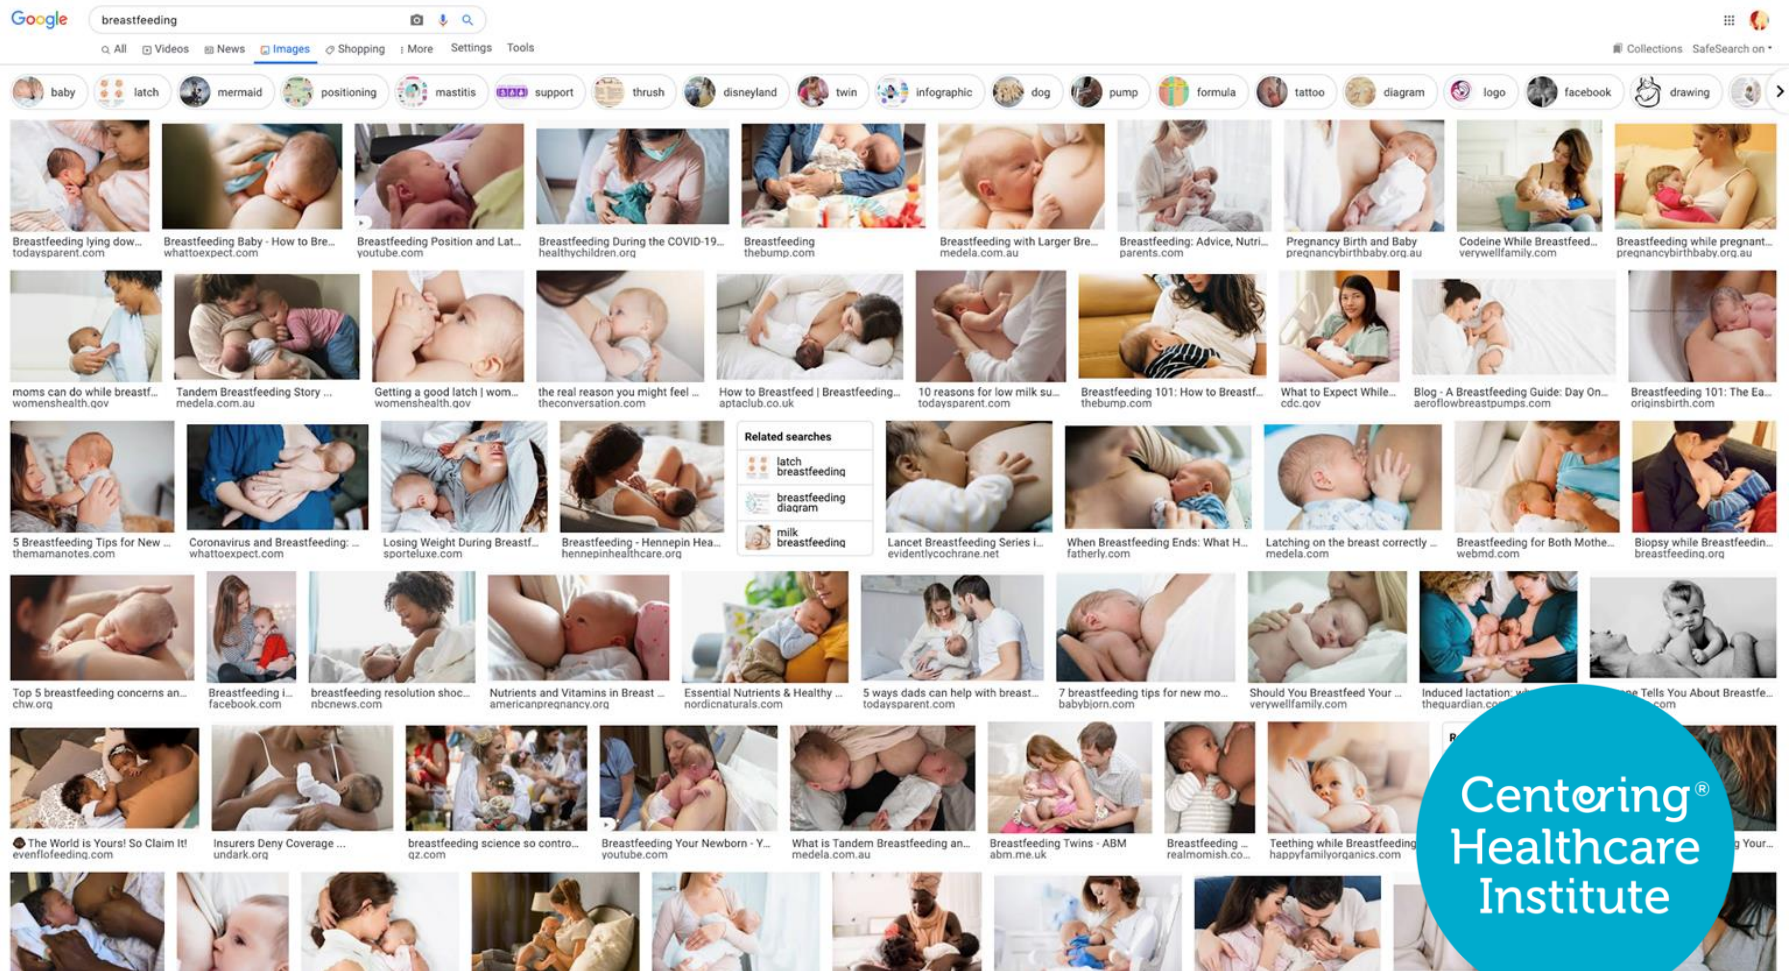 Google
breastfeeding
All Videos News Images Shopping More Settings Tools
Collections SafeSearch on
baby latch mermaid positioning mastitis support thrush disneyland twin infographic dog pump formula tattoo diagram logo facebook drawing
Breastfeeding lying dow... Breastfeeding Baby - How to Bre... Breastfeeding Position and Lat... Breastfeeding During the COVID-19... Breastfeeding Breastfeeding with Larger Bre... Breastfeeding: Advice, Nutri... Pregnancy Birth and Baby Codeine While Breastfeed... Breastfeeding while pregnant...
todaysparent.com whattoexpect.com youtube.com healthychildren.org thebump.com medela.com.au parents.com pregnancybirthbaby.org.au verywellfamily.com pregnancybirthbaby.org.au
moms can do while breastf... Tandem Breastfeeding Story ... Getting a good latch | wom... the real reason you might feel ... How to Breastfeed | Breastfeeding... 10 reasons for low milk su... Breastfeeding 101: How to Breastf... What to Expect While... Blog - A Breastfeeding Guide: Day On... Breastfeeding 101: The Ea...
womenshealth.gov medela.com.au womenshealth.gov theconversation.com aptaclub.co.uk todaysparent.com thebump.com cdc.gov aeroflowbreastpumps.com originsbirth.com
Related searches
latch
breastfeeding
breastfeeding
diagram
milk
breastfeeding
5 Breastfeeding Tips for New ... Coronavirus and Breastfeeding: ... Losing Weight During Breastf... Breastfeeding - Hennepin Hea... Lancet Breastfeeding Series i... When Breastfeeding Ends: What H... Latching on the breast correctly ... Breastfeeding for Both Mothe... Biopsy while Breastfeedin...
themamanotes.com whattoexpect.com sporteluxe.com hennepinhealthcare.org evidentlycochrane.net fatherly.com medela.com webmd.com breastfeeding.org
Top 5 breastfeeding concerns an... Breastfeeding i... breastfeeding resolution shoc... Nutrients and Vitamins in Breast ... Essential Nutrients & Healthy ... 5 ways dads can help with breast... 7 breastfeeding tips for new mo... Should You Breastfeed Your ... Induced lactation: Tells You About Breastfe...
chw.org facebook.com nbcnews.com americanpregnancy.org nordicnaturals.com todaysparent.com babybjorn.com verywellfamily.com theguardian.co .com
The World is Yours! So Claim It! Insurers Deny Coverage ... breastfeeding science so contro... Breastfeeding Your Newborn - Y... What is Tandem Breastfeeding an... Breastfeeding Twins - ABM Breastfeeding ... Teething while Breastfeeding g Your...
evenflofeeding.com undark.org qz.com youtube.com medela.com.au abm.me.uk realmomish.co... happyfamilyorganics.com
Centering®
Healthcare
Institute